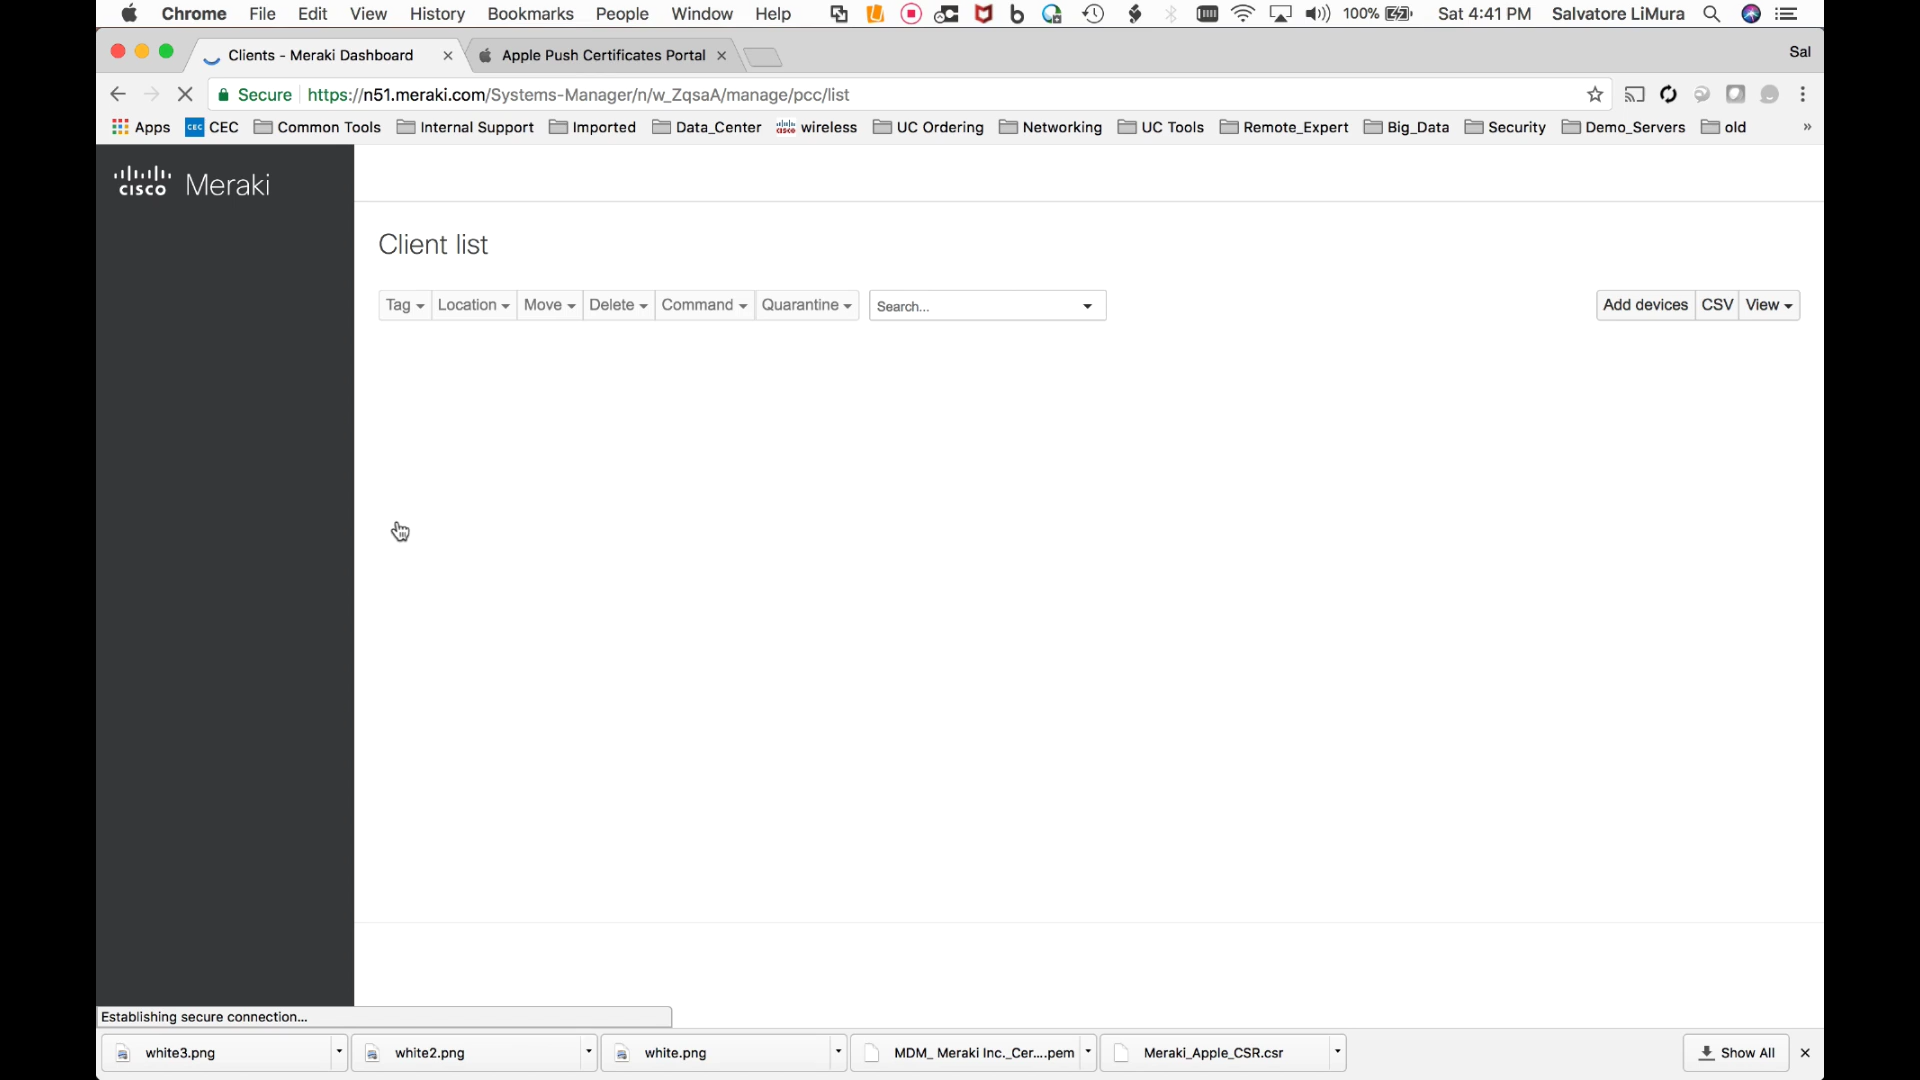 Chrome File Edit View History Bookmarks People Window Help 100% Sat 4:41 PM Salvatore LiMura
Clients - Meraki Dashboard Apple Push Certificates Portal Sal
Secure https://n51.meraki.com/Systems-Manager/n/w_ZqsaA/manage/pcc/list
Apps CEC CEC Common Tools Internal Support Imported Data_Center cisco wireless UC Ordering Networking UC Tools Remote_Expert Big_Data Security Demo_Servers old »
cisco Meraki
Client list
Tag Location Move Delete Command Quarantine Search... Add devices CSV View
Establishing secure connection...
white3.png white2.png white.png MDM_ Meraki Inc._Cer....pem Meraki_Apple_CSR.csr Show All